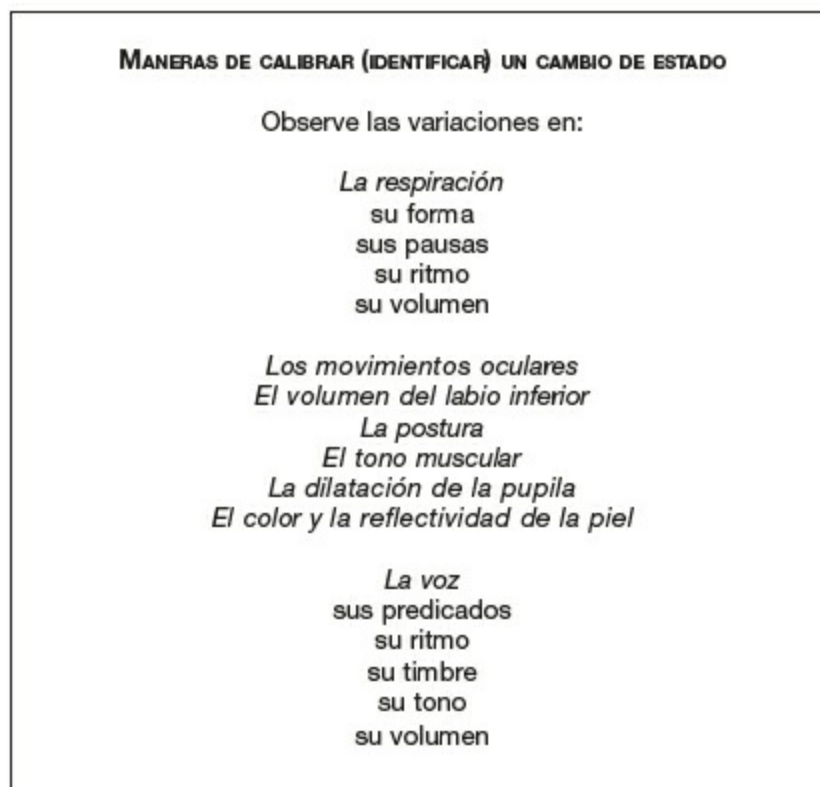 MANERAS DE CALIBRAR (IDENTIFICAR) UN CAMBIO DE ESTADO
Observe las variaciones en:
La respiración
su forma
sus pausas
su ritmo
su volumen
Los movimientos oculares
El volumen del labio inferior
La postura
El tono muscular
La dilatación de la pupila
El color y la reflectividad de la piel
La voz
sus predicados
su ritmo
su timbre
su tono
su volumen